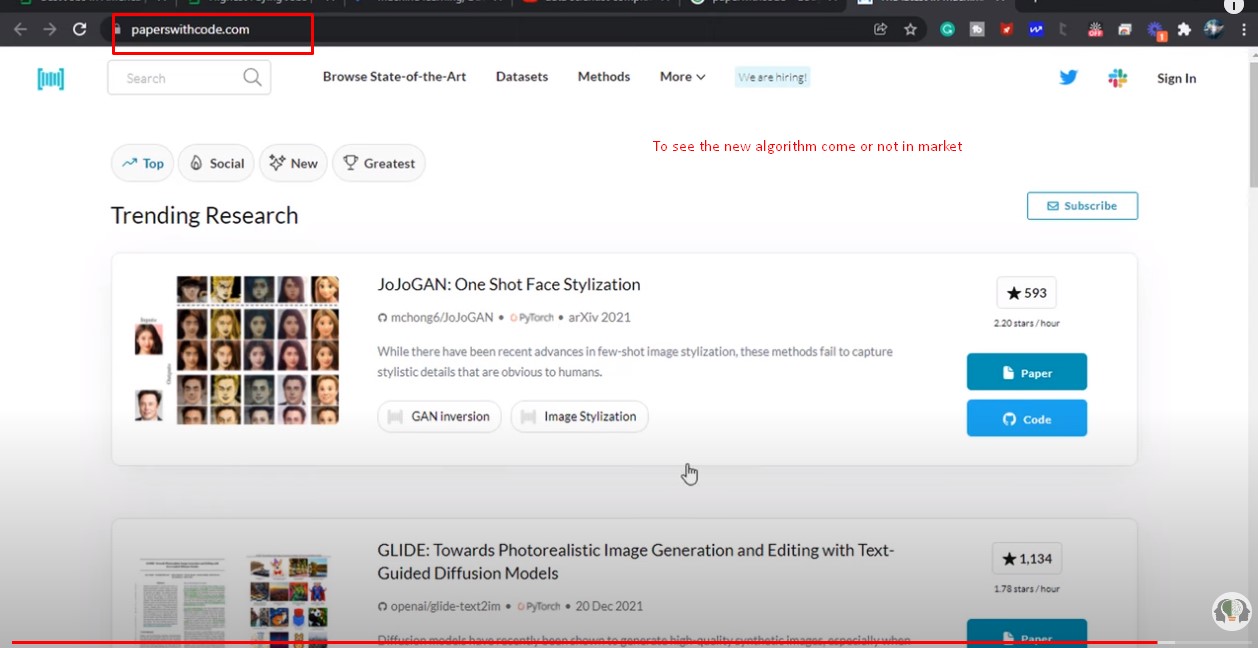 paperswithcode.com
Search
Browse State-of-the-Art
Datasets
Methods
More
We are hiring!
Sign In
To see the new algorithm come or not in market
Top
Social
New
Greatest
Trending Research
Subscribe
JoJoGAN: One Shot Face Stylization
mchong6/JoJoGAN • PyTorch • arXiv 2021
While there have been recent advances in few-shot image stylization, these methods fail to capture
stylistic details that are obvious to humans.
GAN inversion
Image Stylization
593
2.20 stars / hour
Paper
Code
GLIDE: Towards Photorealistic Image Generation and Editing with Text-
Guided Diffusion Models
openai/glide-text2im • PyTorch • 20 Dec 2021
Diffusion models have recently been shown to generate high-quality synthetic images, especially when
1,134
1.78 stars / hour
Paper